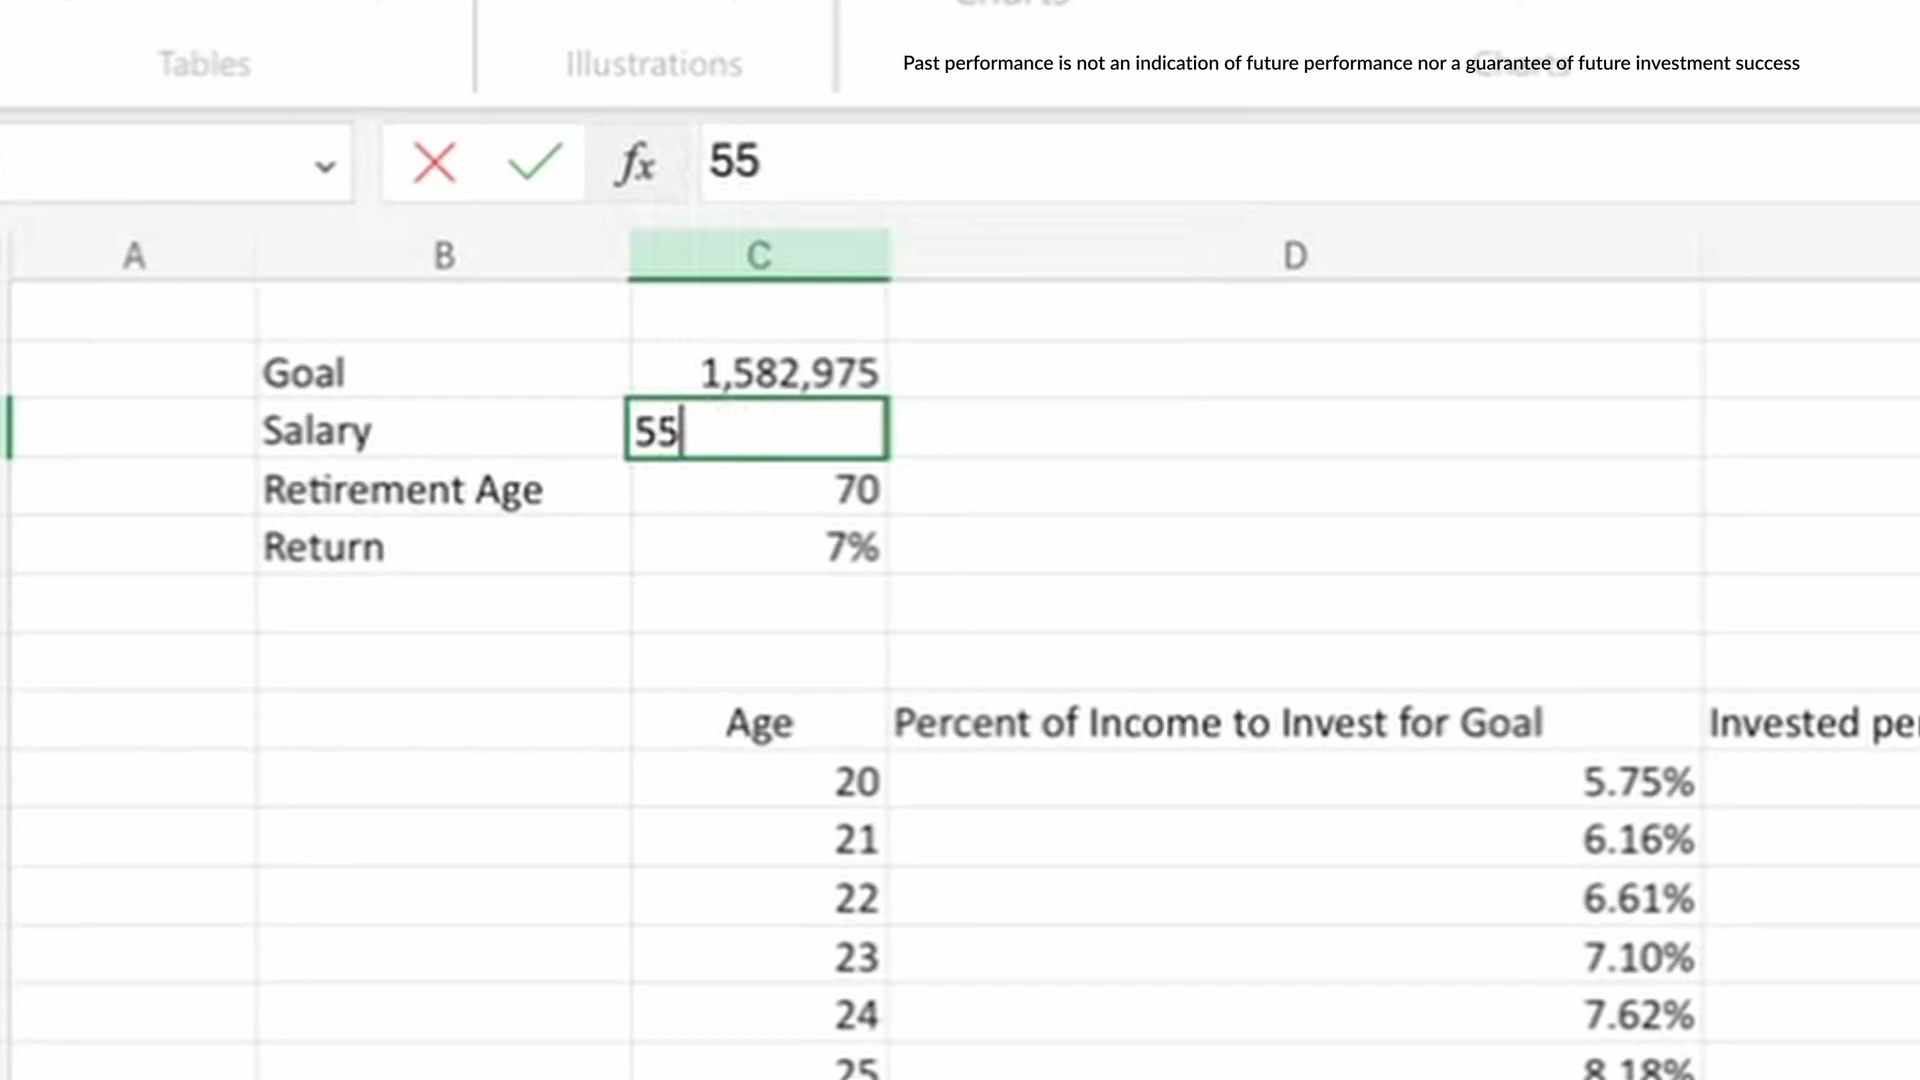 Charts
Tables
Illustrations
Charts
Past performance is not an indication of future performance nor a guarantee of future investment success
fx
55
A
B
C
D
Goal
1,582,975
Salary
55
Retirement Age
70
Return
7%
Age
Percent of Income to Invest for Goal
Invested
20
5.75%
21
6.16%
22
6.61%
23
7.10%
24
7.62%
25
8.18%